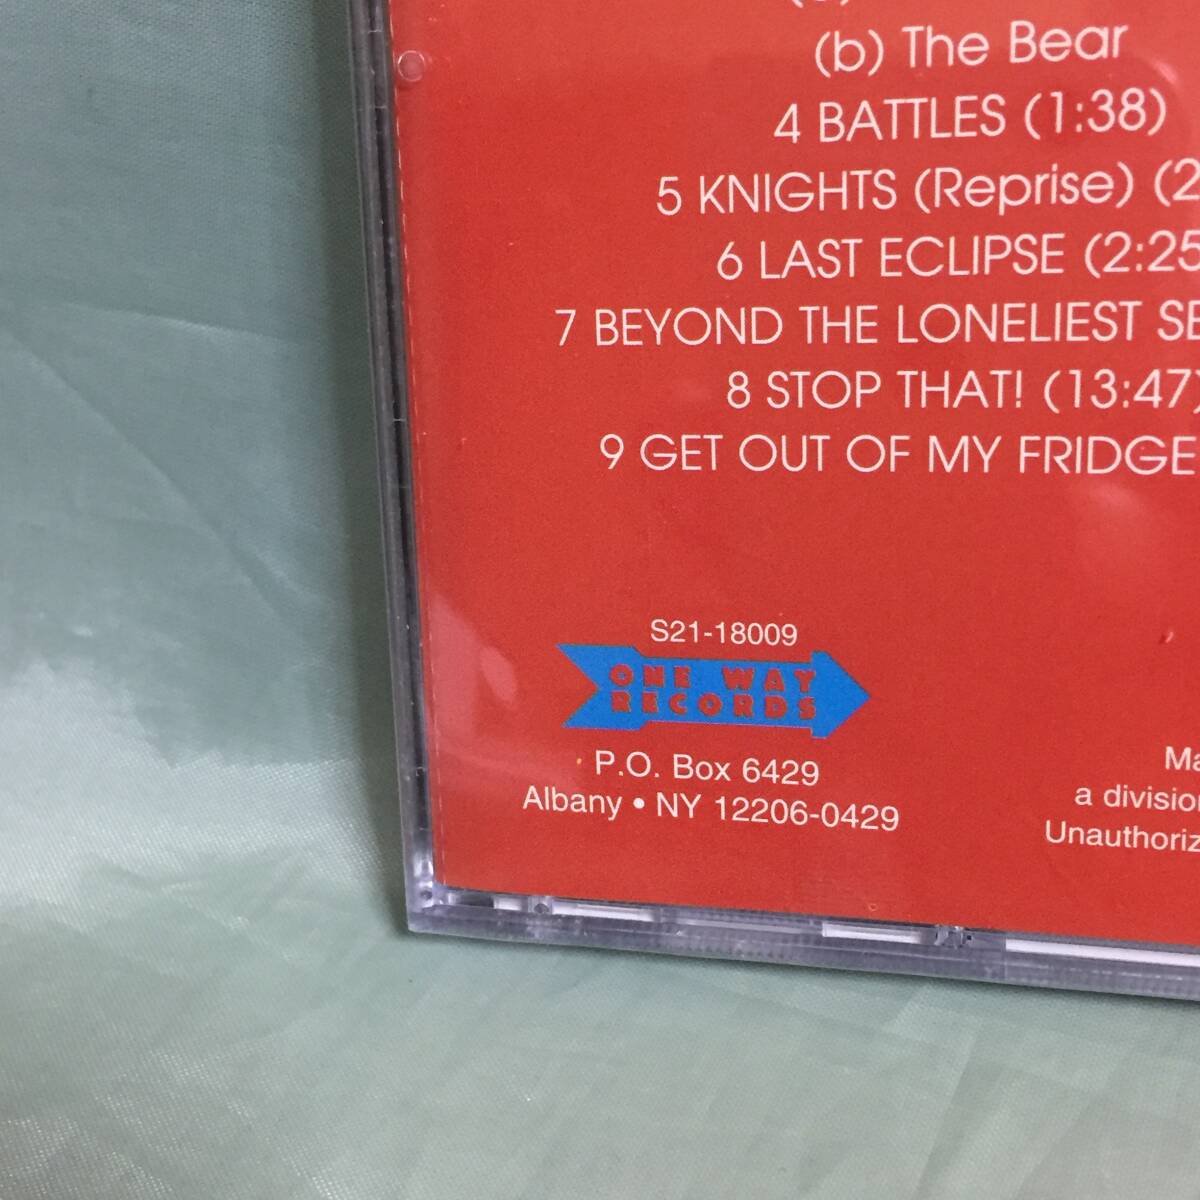 (b) The Bear
4 BATTLES (1:38)
5 KNIGHTS (Reprise) (2
6 LAST ECLIPSE (2:25
7 BEYOND THE LONELIEST SE
8 STOP THAT! (13:47)
9 GET OUT OF MY FRIDGE
S21-18009
ONE WAY
RECORDS
P.O. Box 6429
Albany • NY 12206-0429
Ma
a division
Unauthoriz